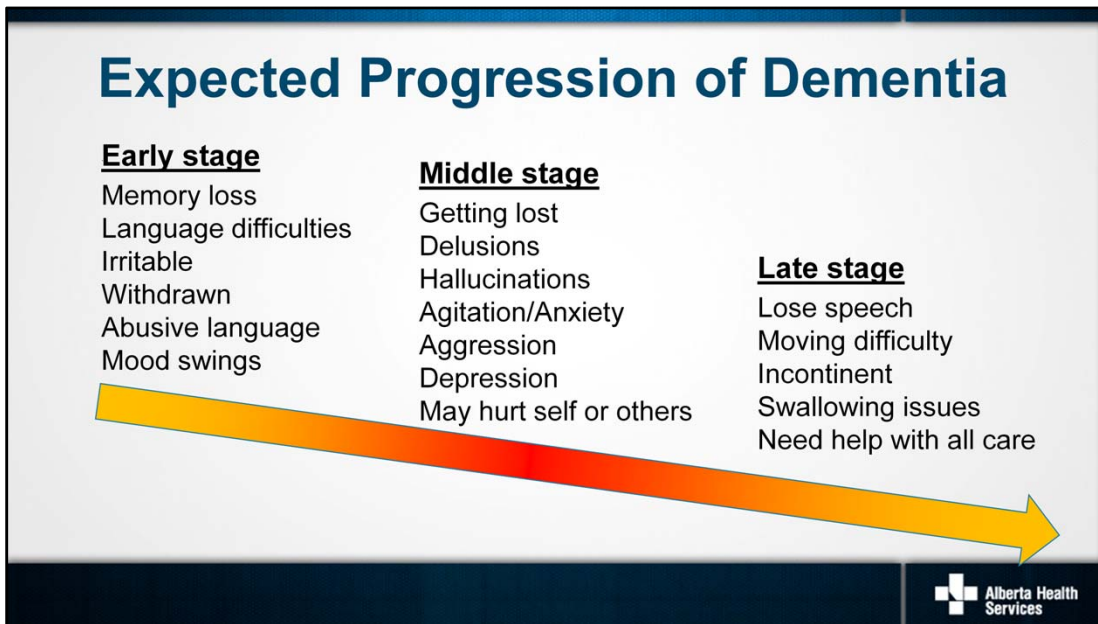 Expected Progression of Dementia
Early stage
Memory loss
Language difficulties
Irritable
Withdrawn
Abusive language
Mood swings
Middle stage
Getting lost
Delusions
Hallucinations
Agitation/Anxiety
Aggression
Depression
May hurt self or others
Late stage
Lose speech
Moving difficulty
Incontinent
Swallowing issues
Need help with all care
Alberta Health
Services